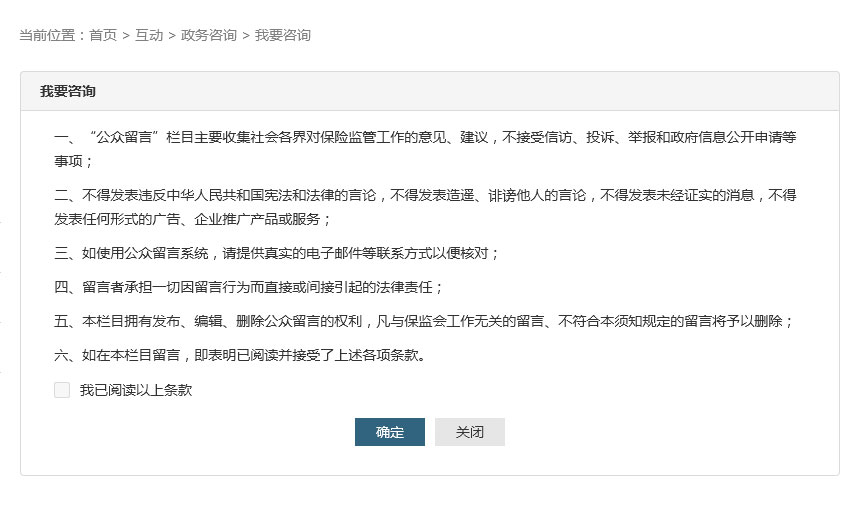 当前位置：首页 > 互动 > 政务咨询 > 我要咨询
我要咨询
一、“公众留言”栏目主要收集社会各界对保险监管工作的意见、建议，不接受信访、投诉、举报和政府信息公开申请等
事项；
二、不得发表违反中华人民共和国宪法和法律的言论，不得发表造遥、诽谤他人的言论，不得发表未经证实的消息，不得
发表任何形式的广告、企业推广产品或服务；
三、如使用公众留言系统，请提供真实的电子邮件等联系方式以便核对；
四、留言者承担一切因留言行为而直接或间接引起的法律责任；
五、本栏目拥有发布、编辑、删除公众留言的权利，凡与保监会工作无关的留言、不符合本须知规定的留言将予以删除；
六、如在本栏目留言，即表明已阅读并接受了上述各项条款。
我已阅读以上条款
确定 关闭